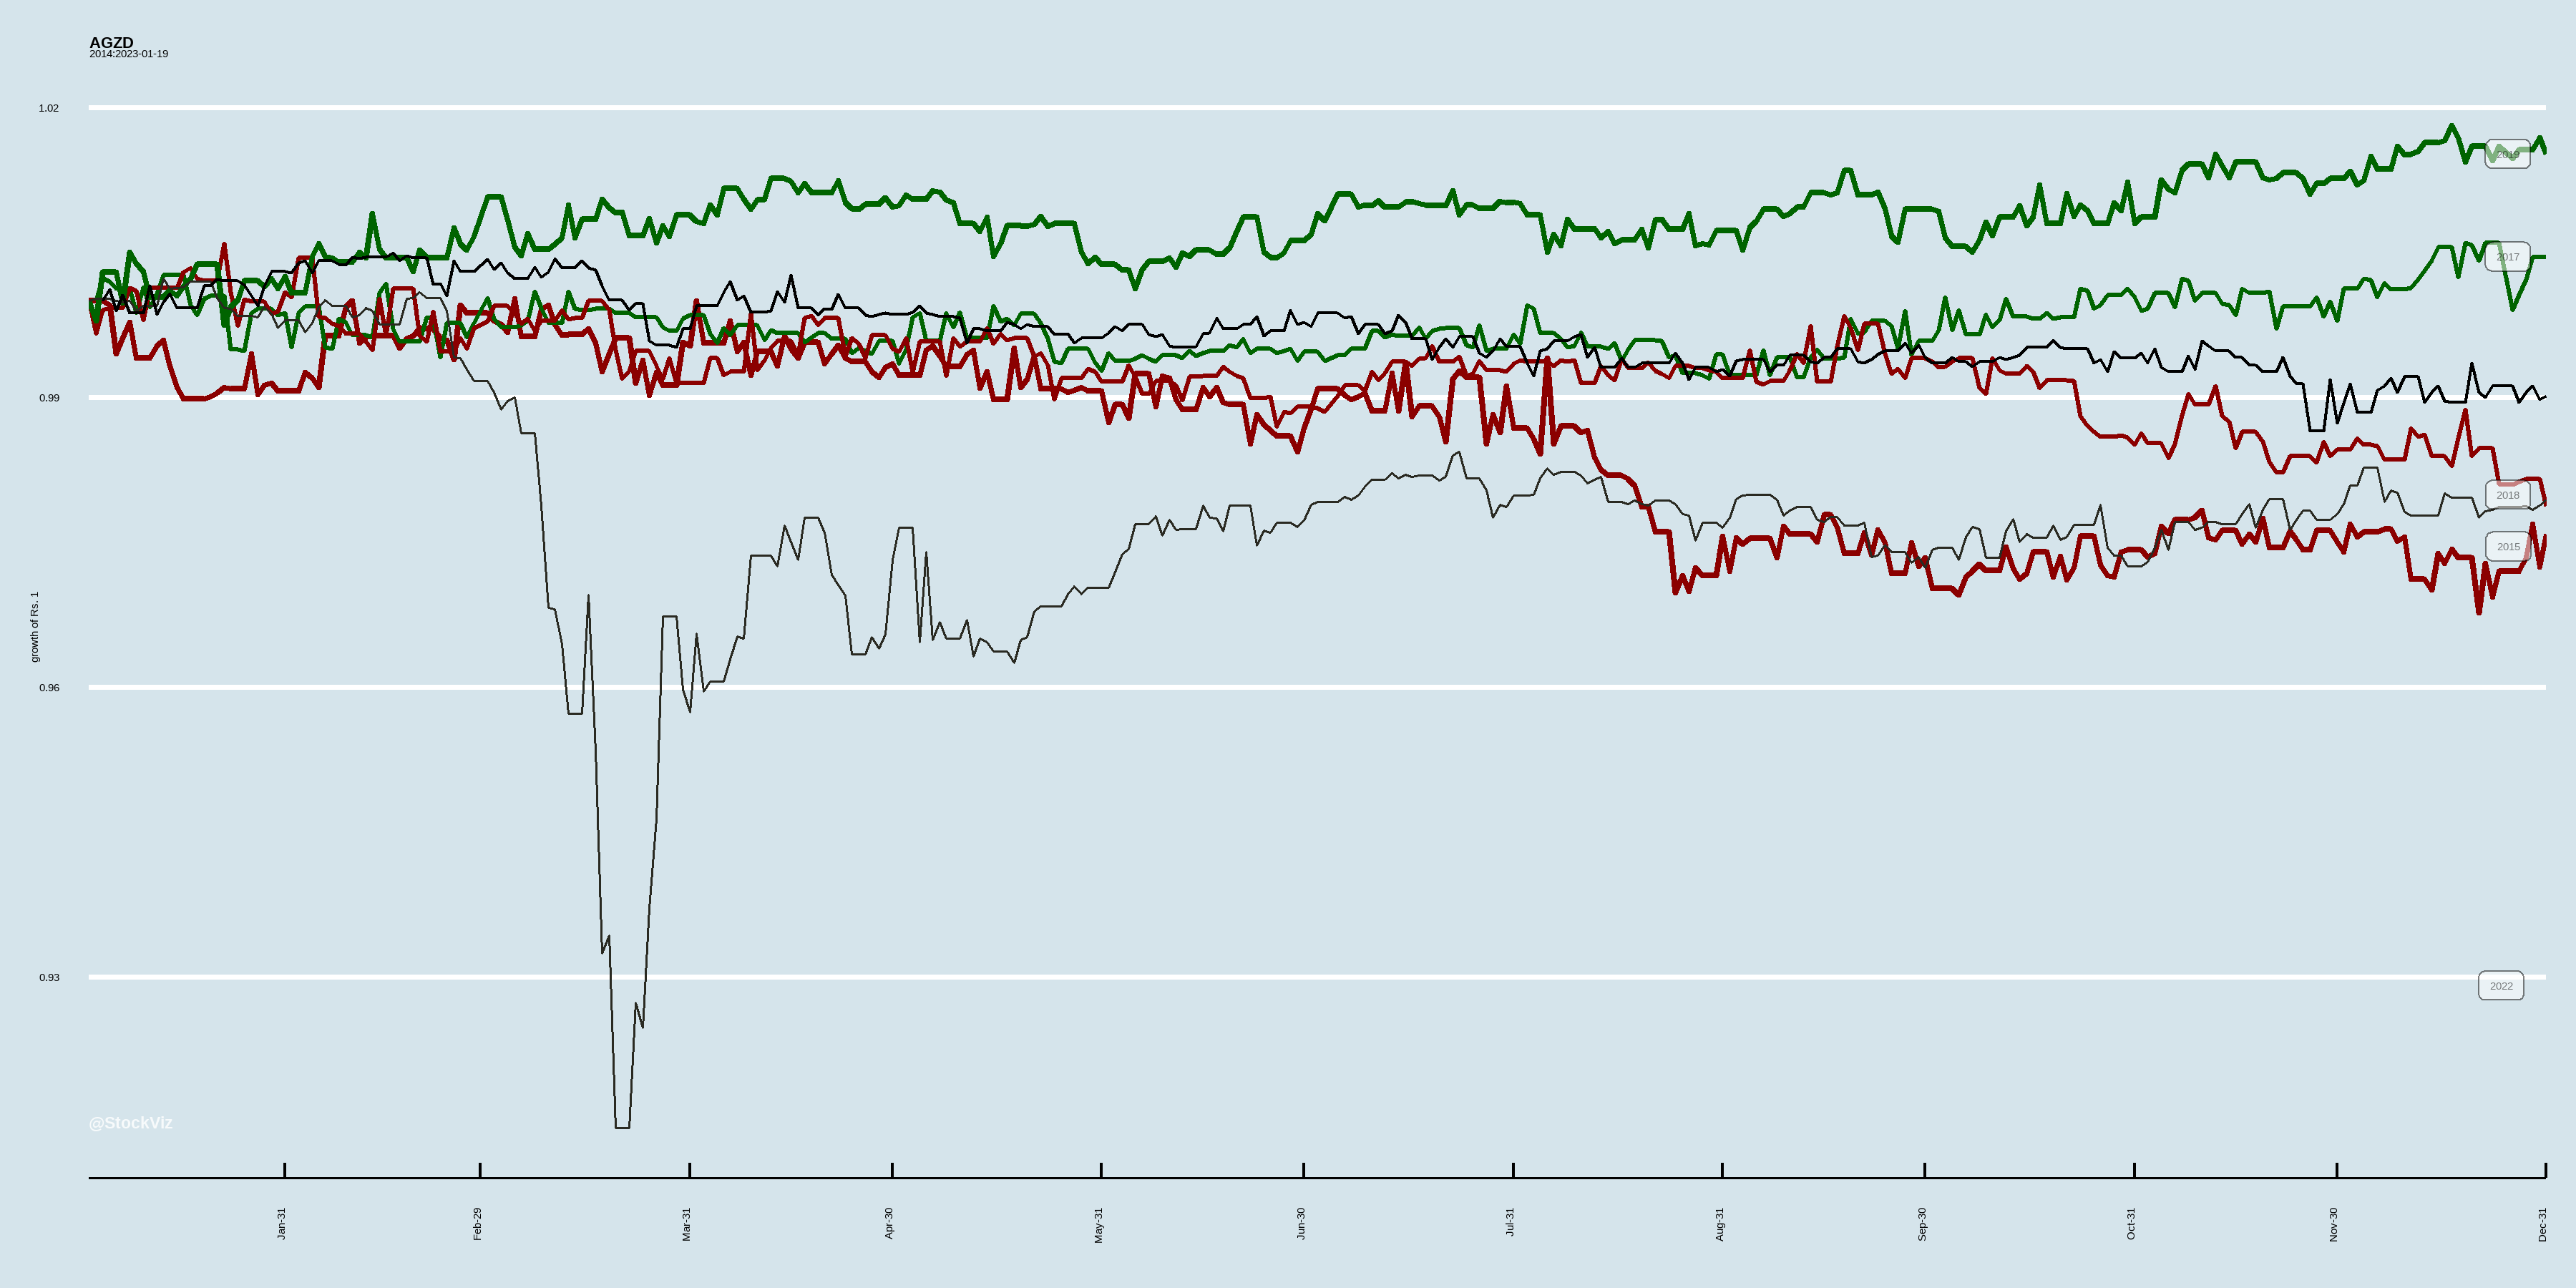 AGZD
2014:2023-01-19
1.02
0.99
0.96
0.93
growth of Rs. 1
2019
2017
2018
2015
2022
@StockViz
Jan-31
Feb-29
Mar-31
Apr-30
May-31
Jun-30
Jul-31
Aug-31
Sep-30
Oct-31
Nov-30
Dec-31